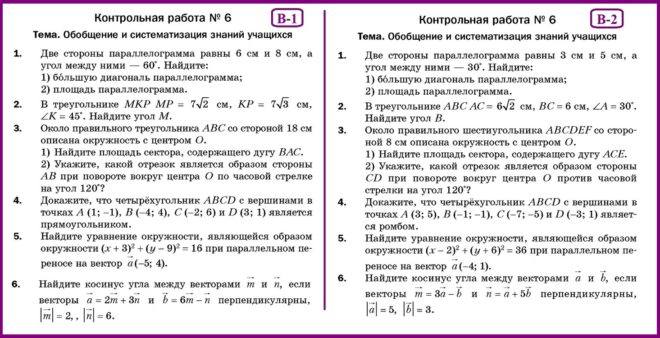 Контрольная работа № 6
В-1
Тема. Обобщение и систематизация знаний учащихся
1. Две стороны параллелограмма равны 6 см и 8 см, а
угол между ними — 60°. Найдите:
1) бо́льшую диагональ параллелограмма;
2) площадь параллелограмма.
2. В треугольнике MKP MP = 7√2 см, KP = 7√3 см,
∠K = 45°. Найдите угол M.
3. Около правильного треугольника ABC со стороной 18 см
описана окружность с центром O.
1) Найдите площадь сектора, содержащего дугу BAC.
2) Укажите, какой отрезок является образом стороны
AB при повороте вокруг центра O по часовой стрелке
на угол 120°?
4. Докажите, что четырёхугольник ABCD с вершинами в
точках A (1; −1), B (−4; 4), C (−2; 6) и D (3; 1) является
прямоугольником.
5. Найдите уравнение окружности, являющейся образом
окружности (x + 3)² + (y − 9)² = 16 при параллельном пе-
реносе на вектор a⃗ (−5; 4).
6. Найдите косинус угла между векторами m⃗ и n⃗, если
векторы a⃗ = 2m⃗ + 3n⃗ и b⃗ = 6m⃗ − n⃗ перпендикулярны,
|m⃗| = 2, , |n⃗| = 6.
Контрольная работа № 6
В-2
Тема. Обобщение и систематизация знаний учащихся
1. Две стороны параллелограмма равны 3 см и 5 см, а
угол между ними — 30°. Найдите:
1) бо́льшую диагональ параллелограмма;
2) площадь параллелограмма.
2. В треугольнике ABC AC = 6√2 см, BC = 6 см, ∠A = 30°.
Найдите угол B.
3. Около правильного шестиугольника ABCDEF со сторо-
ной 8 см описана окружность с центром O.
1) Найдите площадь сектора, содержащего дугу ACE.
2) Укажите, какой отрезок является образом стороны
CD при повороте вокруг центра O против часовой
стрелки на угол 120°?
4. Докажите, что четырёхугольник ABCD с вершинами в
точках A (3; 5), B (−1; −1), C (−7; −5) и D (−3; 1) являет-
ся ромбом.
5. Найдите уравнение окружности, являющейся образом
окружности (x − 2)² + (y + 6)² = 36 при параллельном пе-
реносе на вектор a⃗ (−4; 1).
6. Найдите косинус угла между векторами a⃗ и b⃗, если
векторы m⃗ = 3a⃗ − b⃗ и n⃗ = a⃗ + 5b⃗ перпендикулярны,
|a⃗| = 5, |b⃗| = 3.